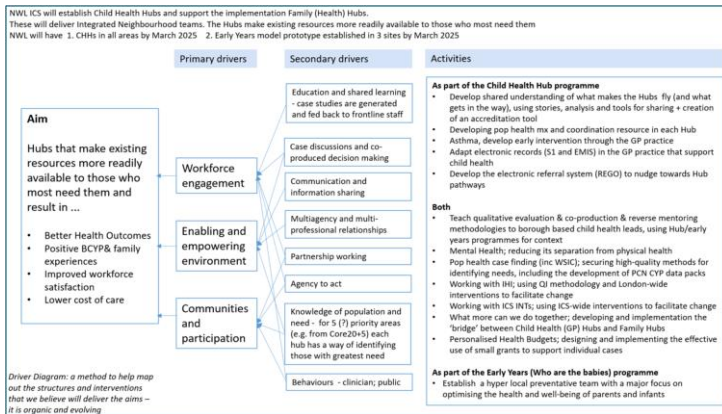 NWL ICS will establish Child Health Hubs and support the implementation Family (Health) Hubs.
These will deliver Integrated Neighbourhood teams. The Hubs make existing resources more readily available to those who most need them
NWL will have 1. CHHs in all areas by March 2025 2. Early Years model prototype established in 3 sites by March 2025
Primary drivers
Secondary drivers
Activities
Aim
Hubs that make existing
resources more readily
available to those who
most need them and
result in ...
• Better Health Outcomes
• Positive BCYP& family
experiences
• Improved workforce
satisfaction
• Lower cost of care
Driver Diagram: a method to help map
out the structures and interventions
that we believe will deliver the aims –
it is organic and evolving
Workforce
engagement
Enabling and
empowering
environment
Communities
and
participation
Education and shared learning
- case studies are generated
and fed back to frontline staff
Case discussions and co-
produced decision making
Communication and
information sharing
Multiagency and multi-
professional relationships
Partnership working
Agency to act
Knowledge of population and
need - for 5 (?) priority areas
(e.g. from Core20+5) each
hub has a way of identifying
those with greatest need
Behaviours - clinician; public
As part of the Child Health Hub programme
• Develop shared understanding of what makes the Hubs fly (and what
gets in the way), using stories, analysis and tools for sharing + creation
of an accreditation tool
• Developing pop health mx and coordination resource in each Hub
• Asthma, develop early intervention through the GP practice
• Adapt electronic records (S1 and EMIS) in the GP practice that support
child health
• Develop the electronic referral system (REGO) to nudge towards Hub
pathways
Both
• Teach qualitative evaluation & co-production & reverse mentoring
methodologies to borough based child health leads, using Hub/early
years programmes for context
• Mental Health; reducing its separation from physical health
• Pop health case finding (inc WSIC); securing high-quality methods for
identifying needs, including the development of PCN CYP data packs
• Working with IHI; using QI methodology and London-wide
interventions to facilitate change
• Working with ICS INTs; using ICS-wide interventions to facilitate change
• What more can we do together; developing and implementation the
'bridge' between Child Health (GP) Hubs and Family Hubs
• Personalised Health Budgets; designing and implementing the effective
use of small grants to support individual cases
As part of the Early Years (Who are the babies) programme
• Establish a hyper local preventative team with a major focus on
optimising the health and well-being of parents and infants